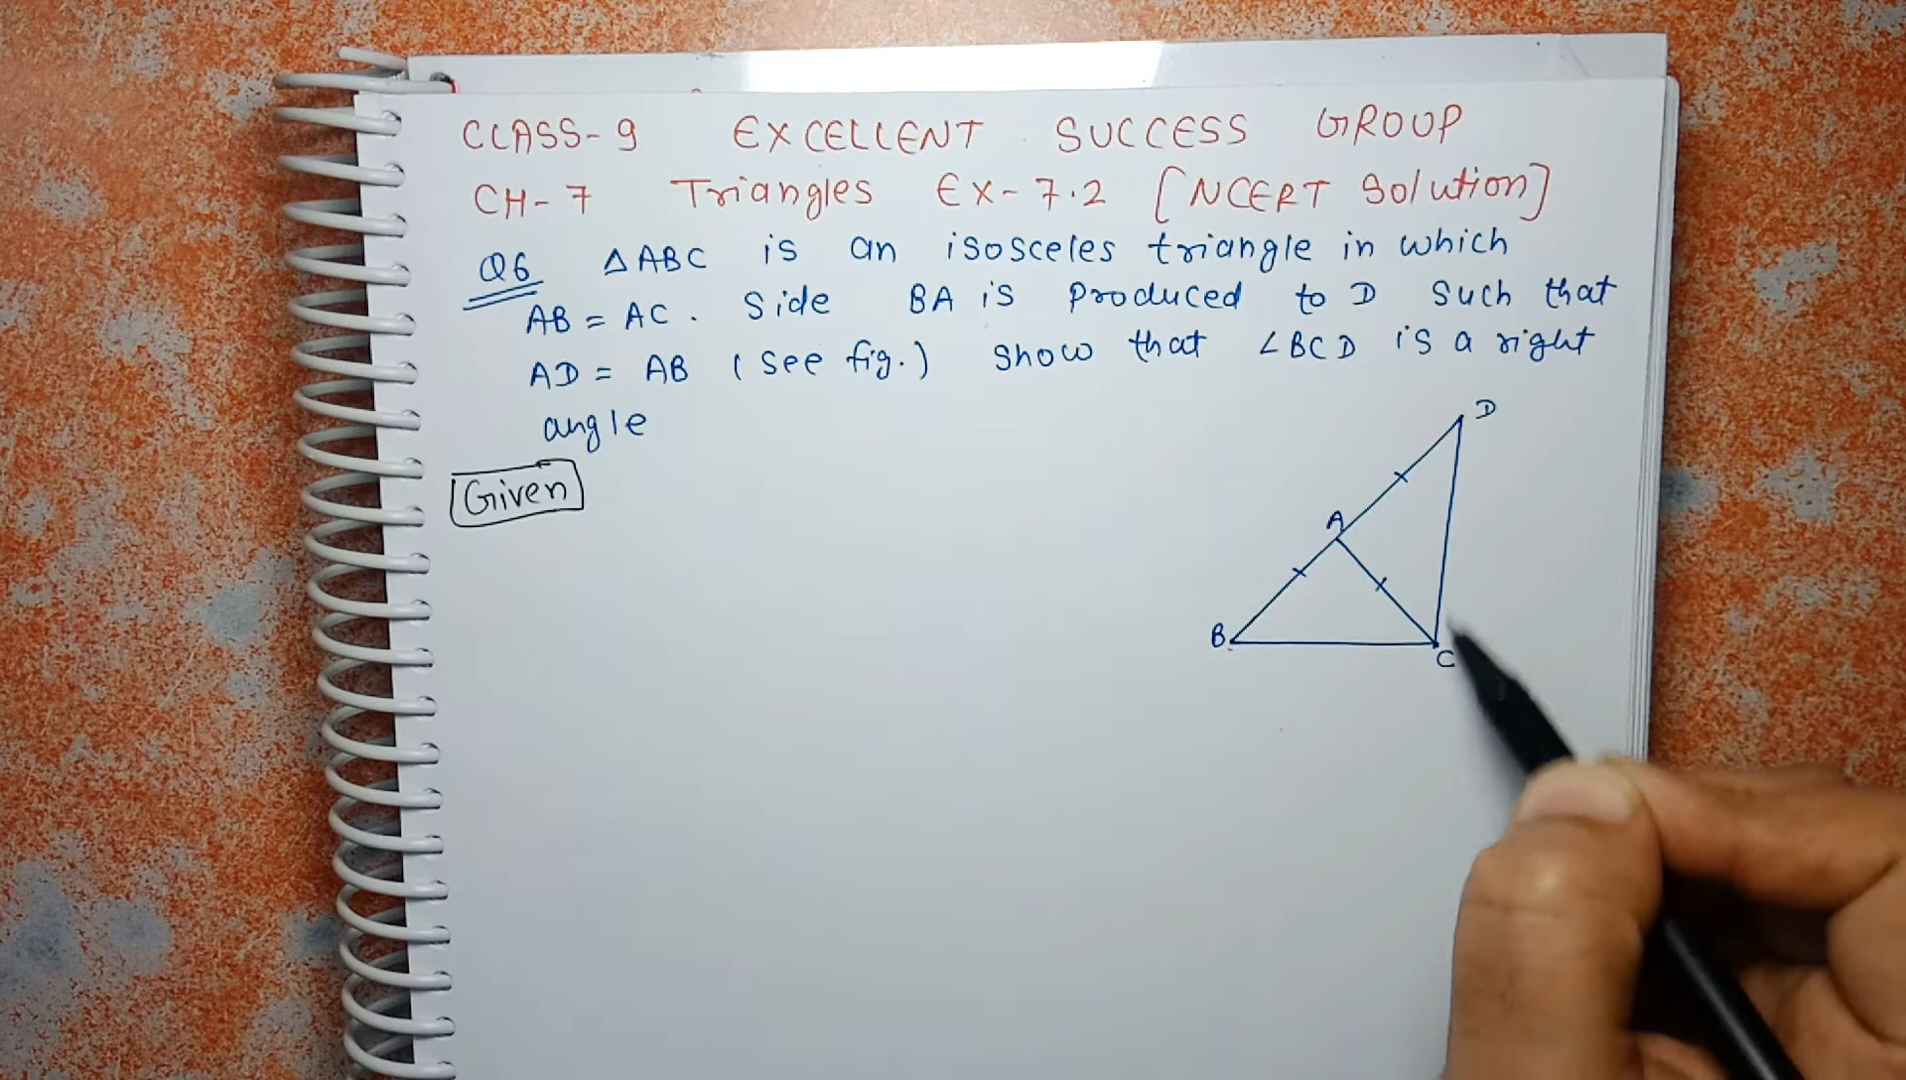 CLASS-9 EXCELLENT SUCCESS GROUP
CH-7 Triangles Ex-7.2 [NCERT Solution]
Q6 △ABC is an isosceles triangle in which
AB = AC. Side BA is produced to D Such that
AD = AB (See fig.) Show that ∠BCD is a right
angle
D
Given
A
B
C